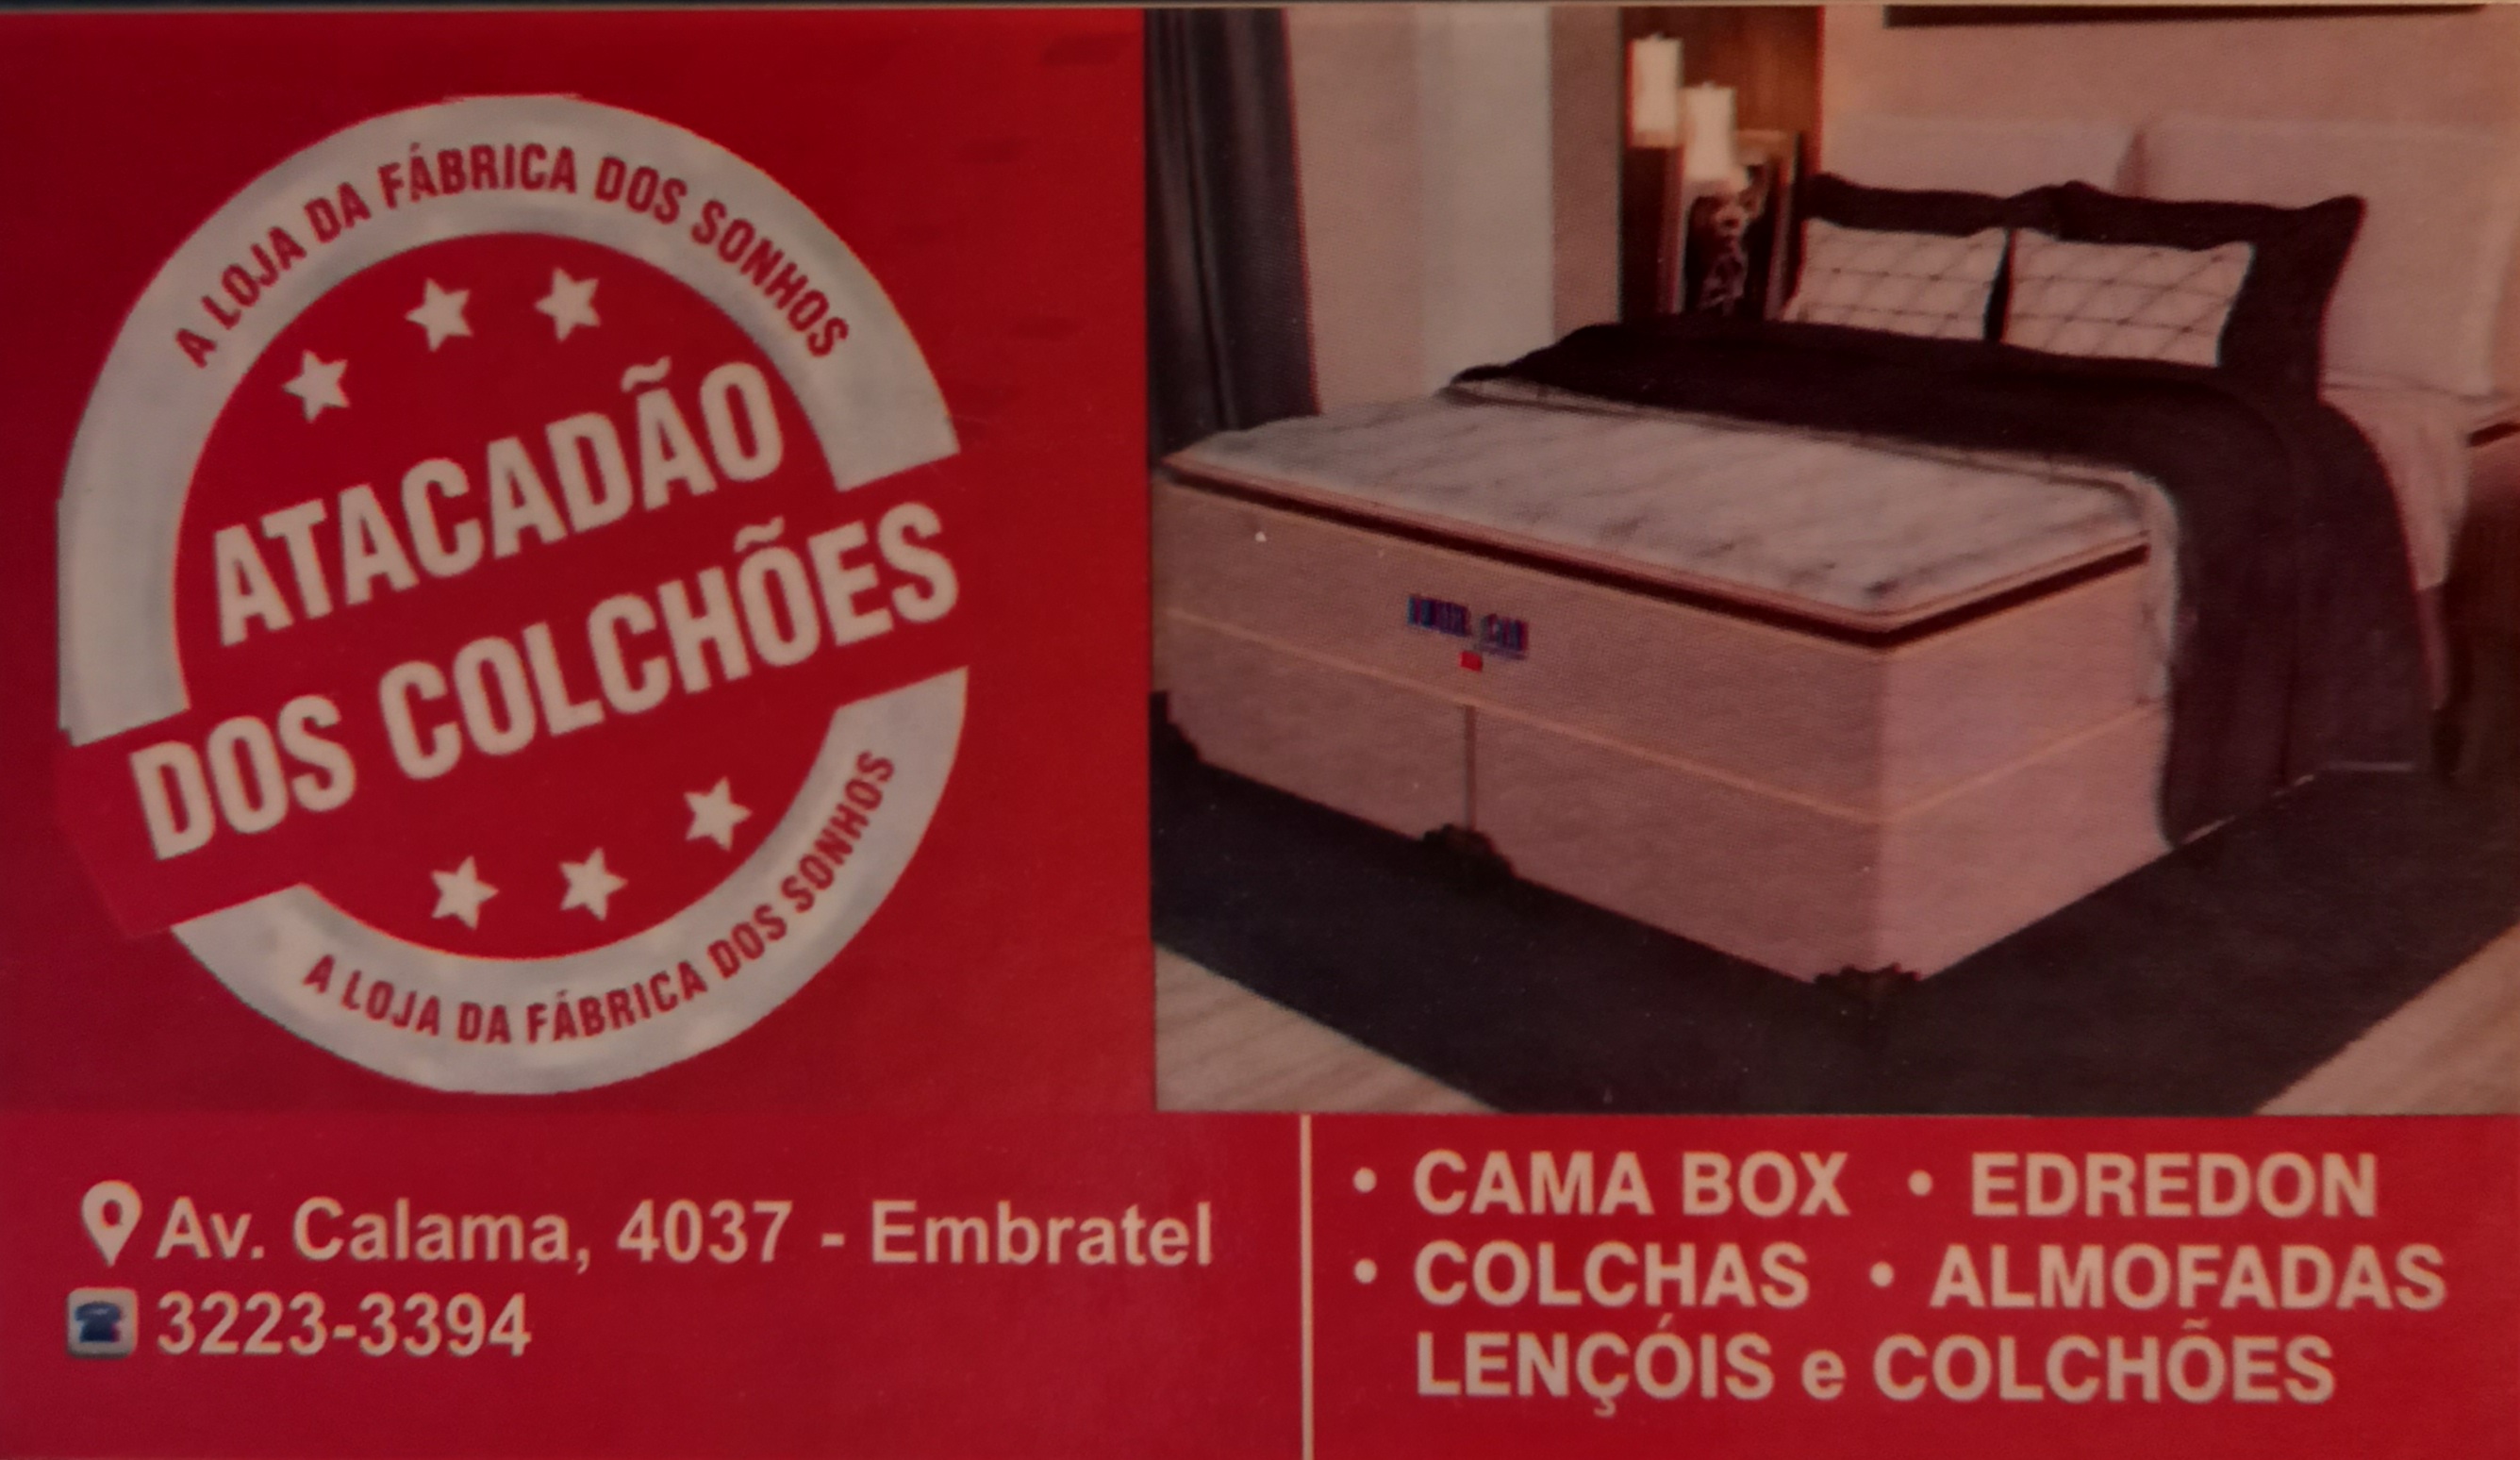 A LOJA DA FÁBRICA DOS SONHOS
ATACADÃO
DOS COLCHÕES
A LOJA DA FÁBRICA DOS SONHOS
Av. Calama, 4037 - Embratel
3223-3394
• CAMA BOX • EDREDON
• COLCHAS • ALMOFADAS
LENÇÓIS e COLCHÕES